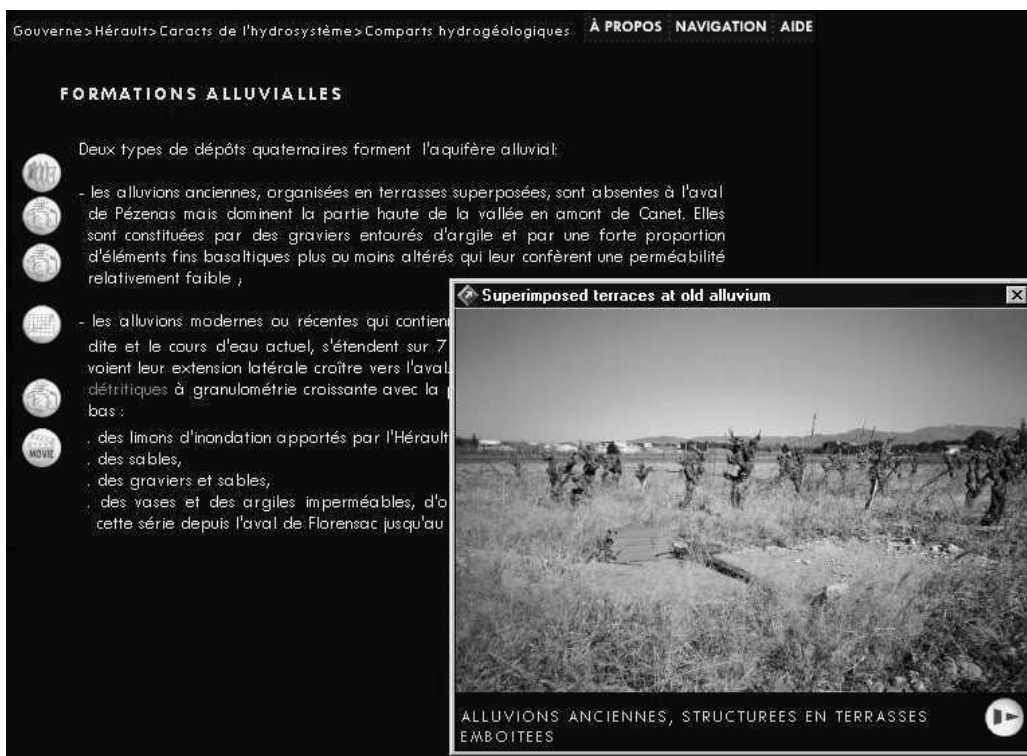 Gouverne>Hérault>Caracts de l'hydrosystème>Comparts hydrogéologiques
À PROPOS NAVIGATION AIDE
FORMATIONS ALLUVIALLES
Deux types de dépôts quaternaires forment l'aquifère alluvial:
- les alluvions anciennes, organisées en terrasses superposées, sont absentes à l'aval
de Pézenas mais dominent la partie haute de la vallée en amont de Canet. Elles
sont constituées par des graviers entourés d'argile et par une forte proportion
d'éléments fins basaltiques plus ou moins altérés qui leur confèrent une perméabilité
relativement faible ;
- les alluvions modernes ou récentes qui contienn
dite et le cours d'eau actuel, s'étendent sur 7
voient leur extension latérale croître vers l'aval.
détritiques à granulométrie croissante avec la
bas :
. des limons d'inondation apportés par l'Hérault
. des sables,
. des graviers et sables,
. des vases et des argiles imperméables, d'o
cette série depuis l'aval de Florensac jusqu'au
MOVIE
Superimposed terraces at old alluvium
ALLUVIONS ANCIENNES, STRUCTUREES EN TERRASSES
EMBOITEES